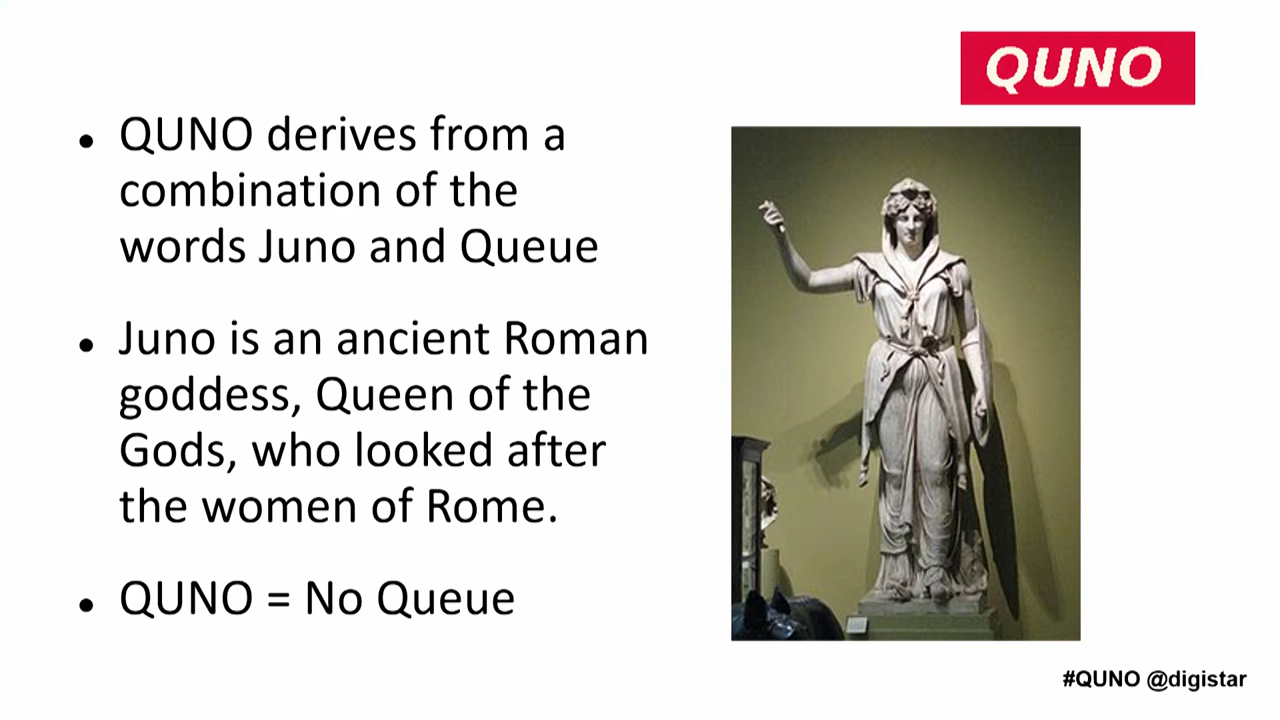 QUNO
● QUNO derives from a
combination of the
words Juno and Queue
● Juno is an ancient Roman
goddess, Queen of the
Gods, who looked after
the women of Rome.
● QUNO = No Queue
#QUNO @digistar